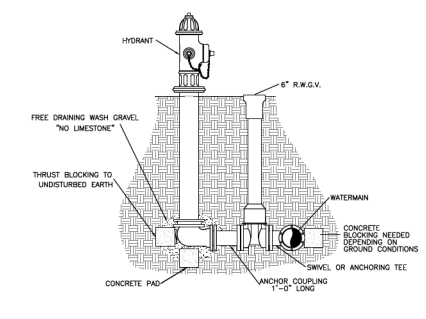 HYDRANT
6" R.W.G.V.
FREE DRAINING WASH GRAVEL
"NO LIMESTONE"
THRUST BLOCKING TO
UNDISTURBED EARTH
WATERMAIN
CONCRETE
BLOCKING NEEDED
DEPENDING ON
GROUND CONDITIONS
SWIVEL OR ANCHORING TEE
ANCHOR COUPLING
1'-0" LONG
CONCRETE PAD